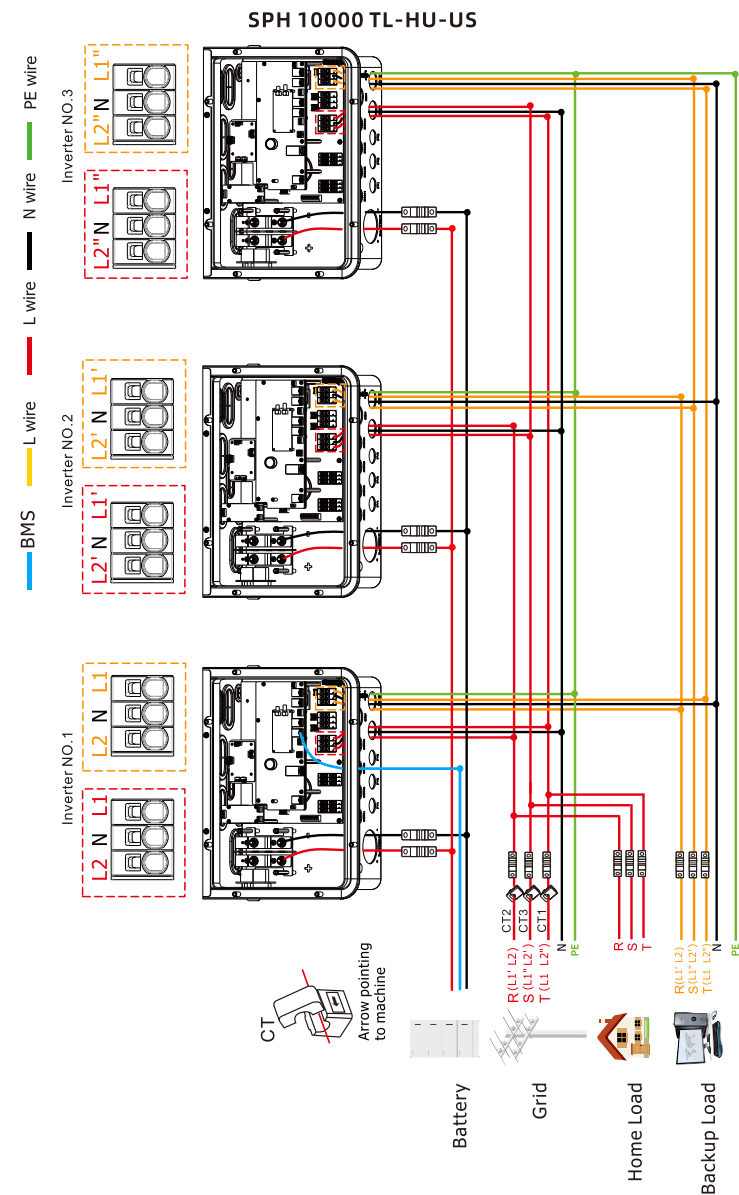 SPH 10000 TL-HU-US
BMS
L wire
L wire
N wire
PE wire
Inverter NO.3
L2" N L1"
L2" N L1"
Inverter NO.2
L2' N L1'
L2' N L1'
Inverter NO.1
L2 N L1
L2 N L1
CT
Arrow pointing
to machine
CT2
CT3
CT1
R (L1' L2)
S (L1" L2')
T (L1 L2")
N
PE
R
S
T
R (L1' L2)
S (L1" L2')
T (L1 L2")
N
PE
Battery
Grid
Home Load
Backup Load